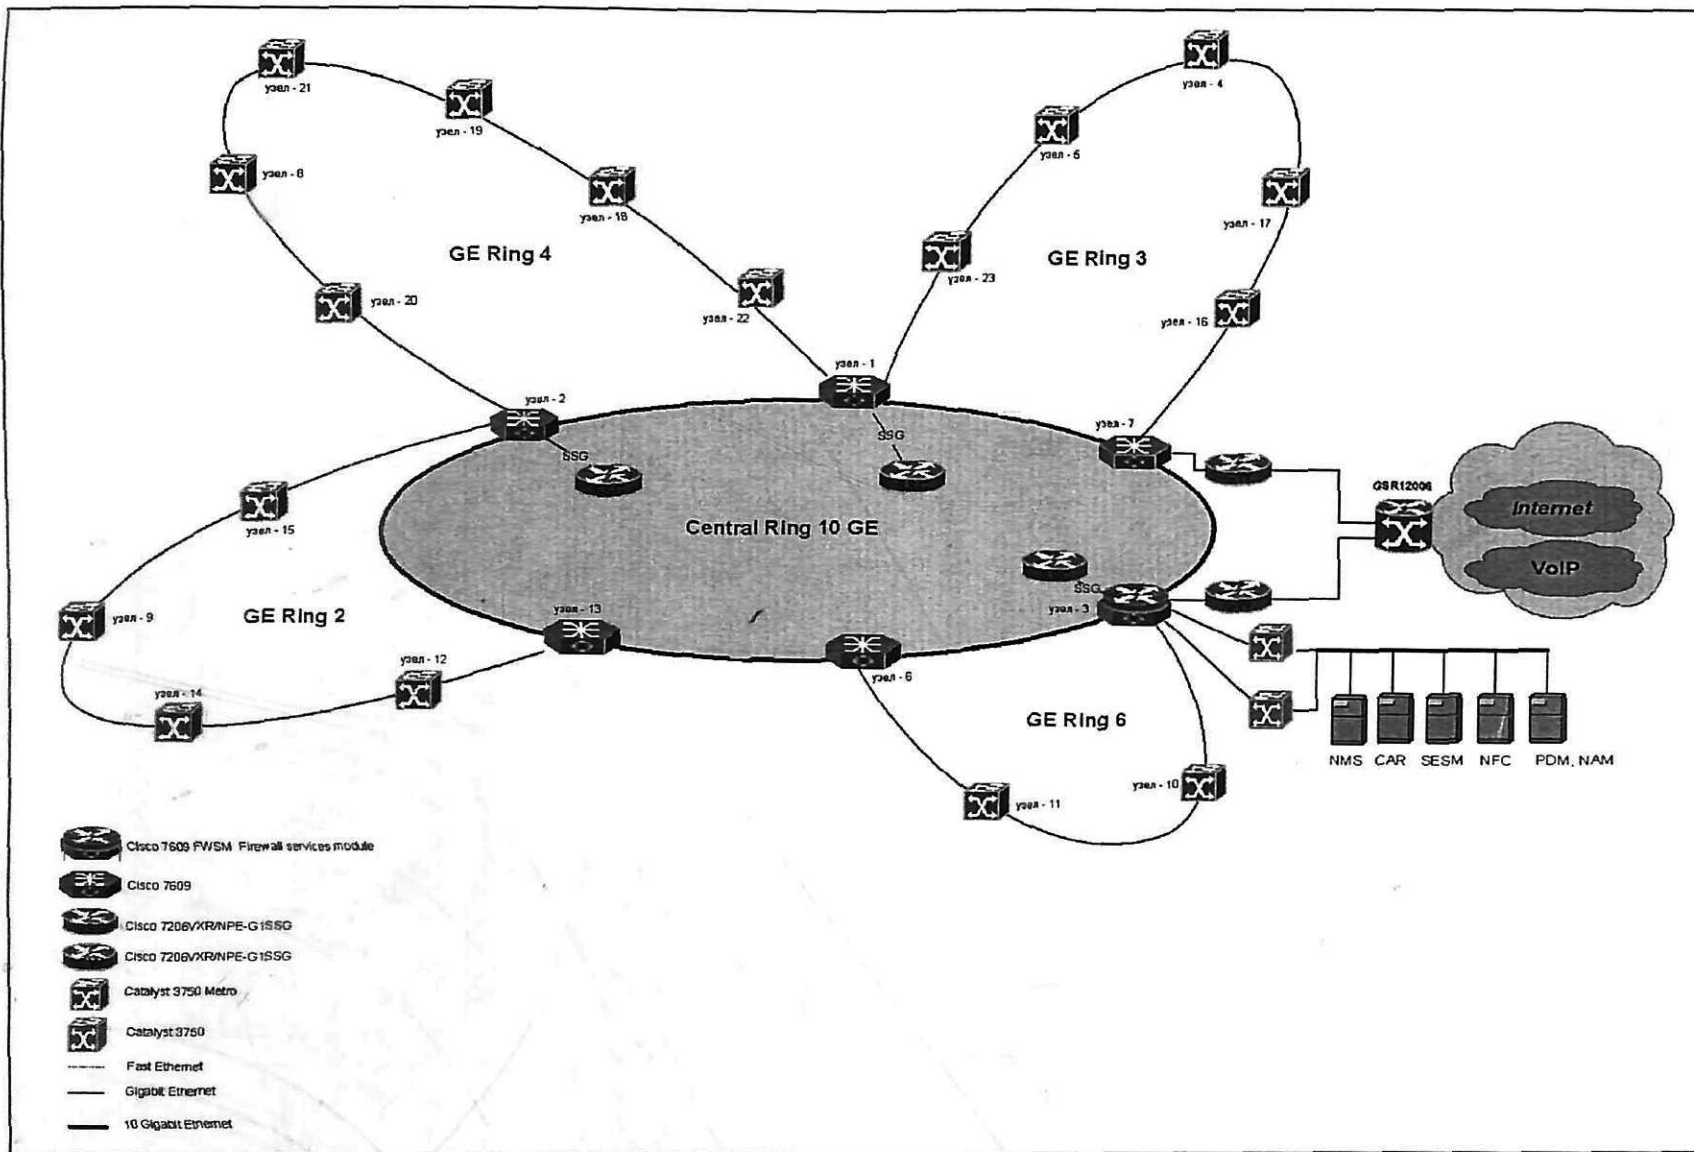 узел - 21
узел - 19
узел - 8
узел - 18
GE Ring 4
узел - 20
узел - 22
узел - 4
узел - 5
узел - 17
GE Ring 3
узел - 23
узел - 16
узел - 1
узел - 2
узел - 7
SSG
SSG
GSR12006
Internet
VoIP
Central Ring 10 GE
узел - 15
SSG
узел - 3
узел - 9
GE Ring 2
узел - 13
узел - 12
узел - 14
узел - 6
GE Ring 6
узел - 11
узел - 10
NMS CAR SESM NFC PDM, NAM
Cisco 7609 FWSM Firewall services module
Cisco 7609
Cisco 7206VXR/NPE-G1SSG
Cisco 7206VXR/NPE-G1SSG
Catalyst 3750 Metro
Catalyst 3750
Fast Ethernet
Gigabit Ethernet
10 Gigabit Ethernet